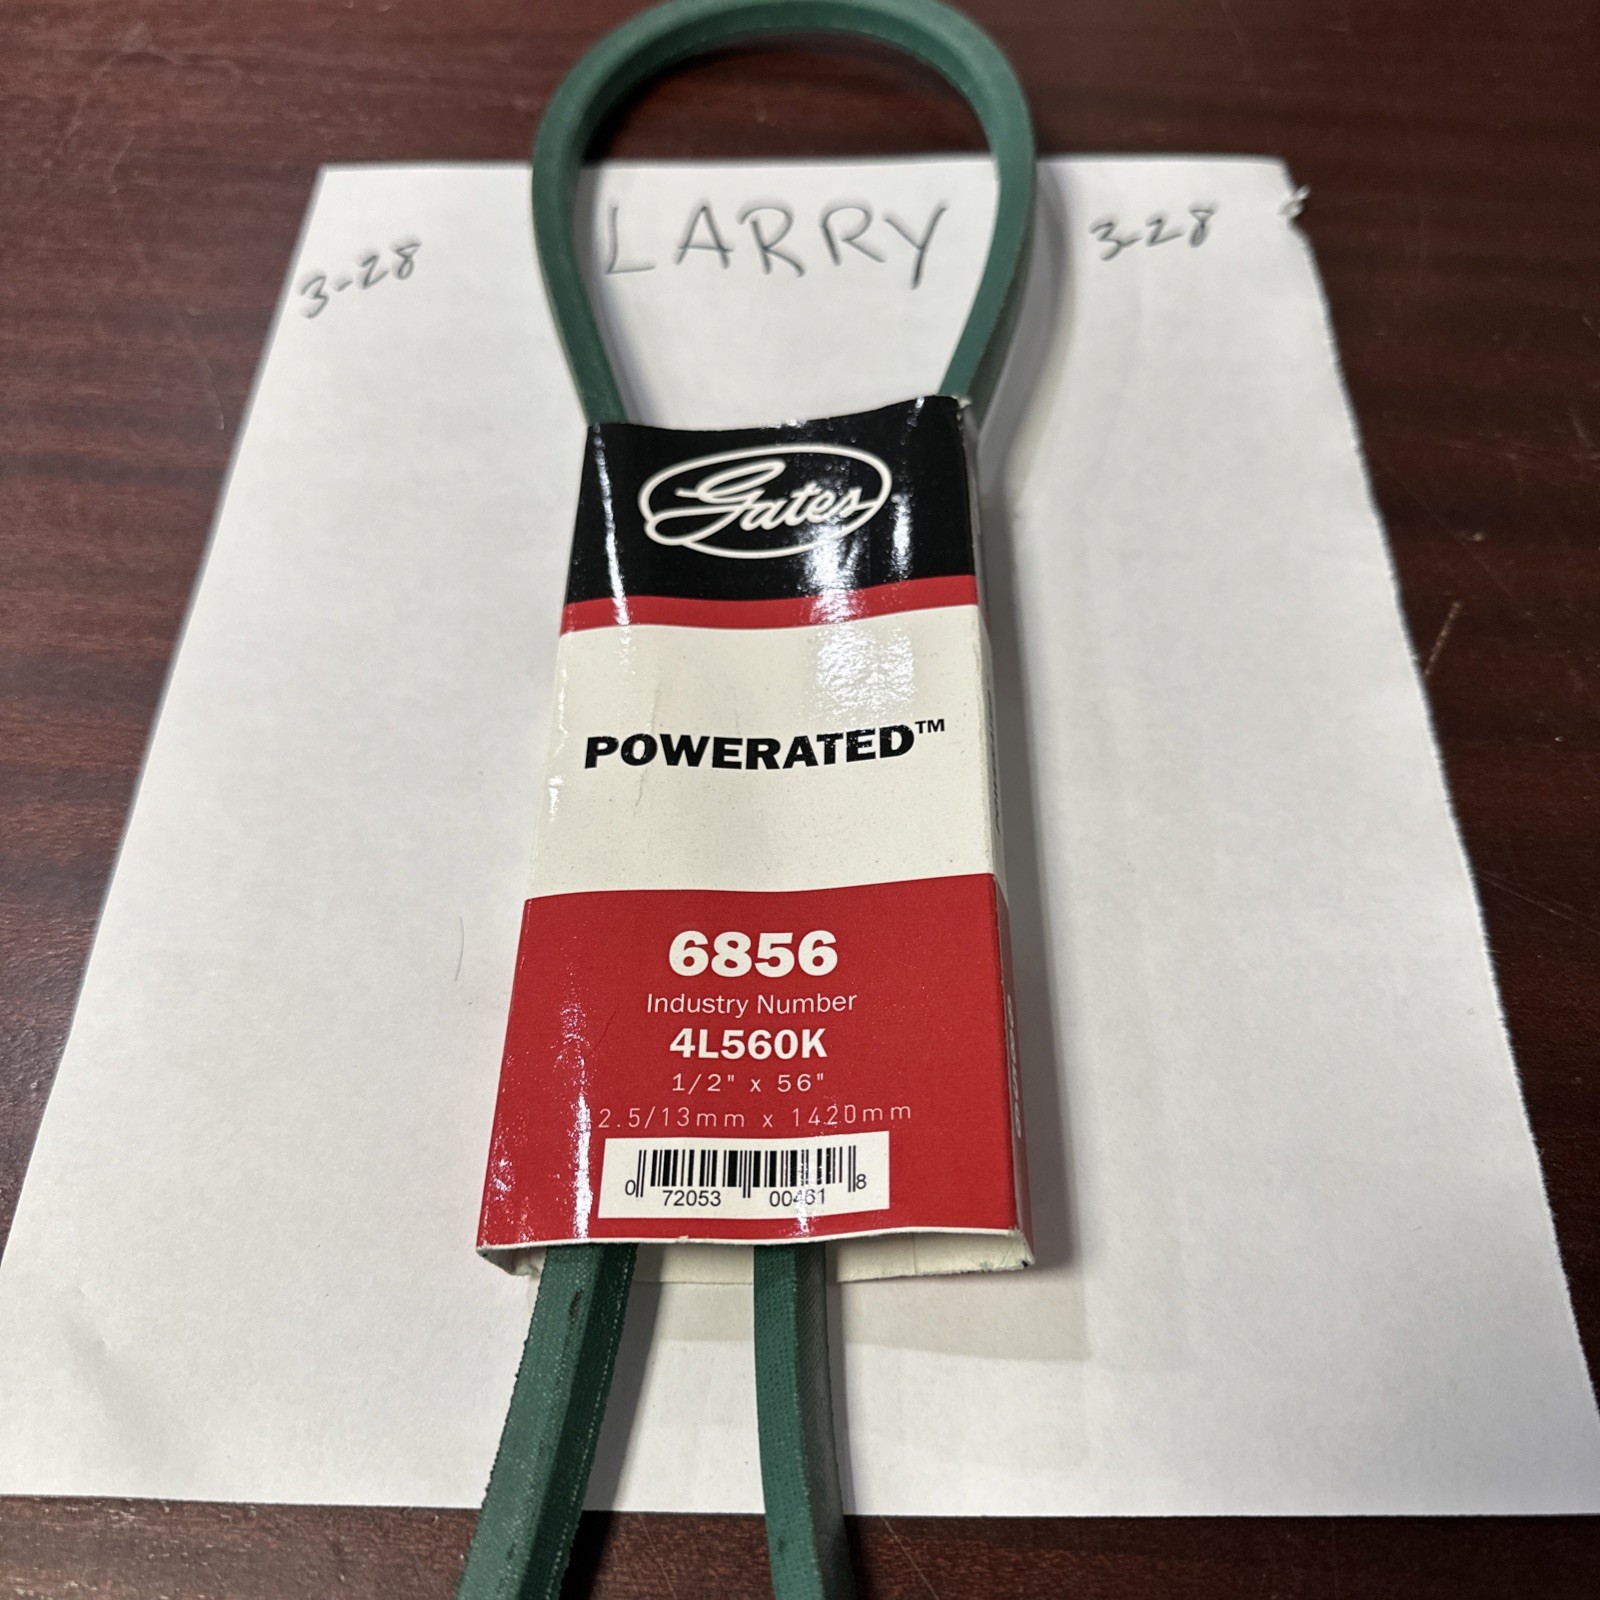 3-28 LARRY 3-28
Gates
POWERATED™
6856
Industry Number
4L560K
1/2" x 56"
2.5/13mm x 1420mm
0 72053 00461 8